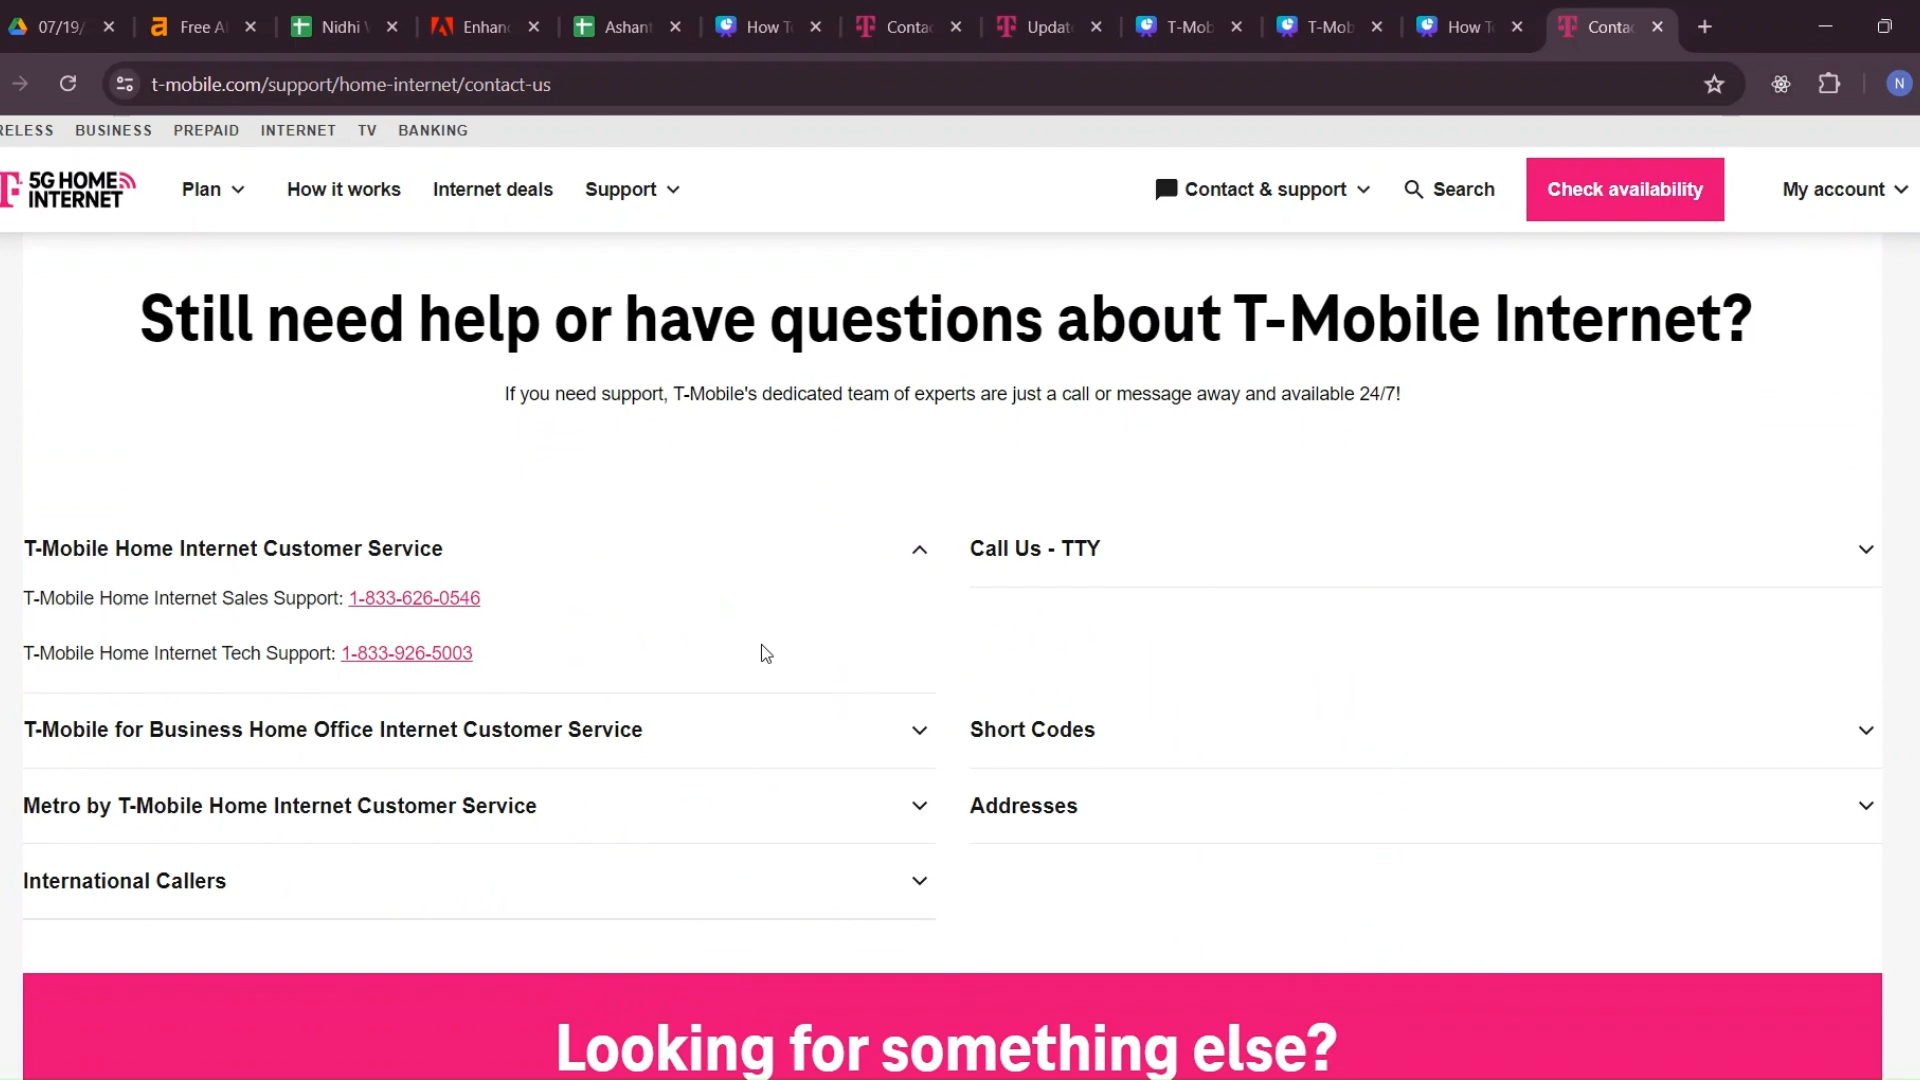 07/19/
Free A
Nidhi
Enhan
Ashant
How T
Conta
Updat
T-Mob
T-Mob
How T
Conta
t-mobile.com/support/home-internet/contact-us
N
RELESS BUSINESS PREPAID INTERNET TV BANKING
5G HOME INTERNET
Plan
How it works
Internet deals
Support
Contact & support
Search
Check availability
My account
Still need help or have questions about T-Mobile Internet?
If you need support, T-Mobile's dedicated team of experts are just a call or message away and available 24/7!
T-Mobile Home Internet Customer Service
T-Mobile Home Internet Sales Support: 1-833-626-0546
T-Mobile Home Internet Tech Support: 1-833-926-5003
T-Mobile for Business Home Office Internet Customer Service
Metro by T-Mobile Home Internet Customer Service
International Callers
Call Us - TTY
Short Codes
Addresses
Looking for something else?